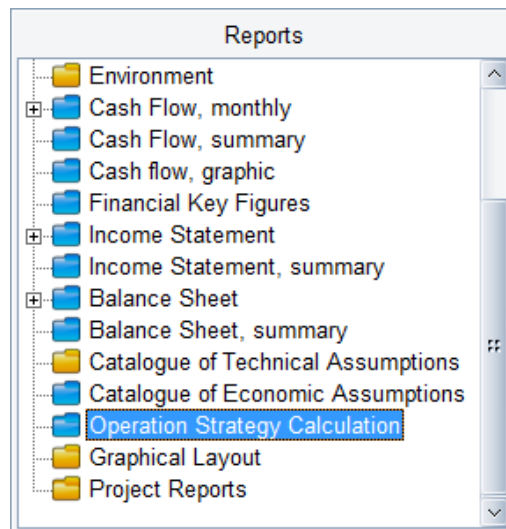 Reports
Environment
Cash Flow, monthly
Cash Flow, summary
Cash flow, graphic
Financial Key Figures
Income Statement
Income Statement, summary
Balance Sheet
Balance Sheet, summary
Catalogue of Technical Assumptions
Catalogue of Economic Assumptions
Operation Strategy Calculation
Graphical Layout
Project Reports